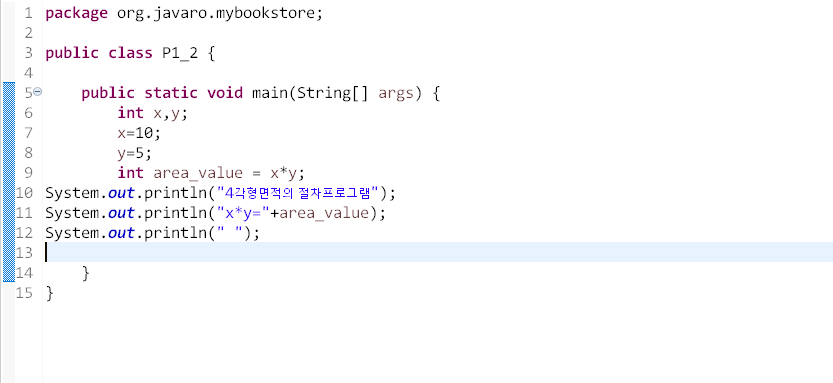 1 package org.javaro.mybookstore;
2
3 public class P1_2 {
4
5 public static void main(String[] args) {
6 int x,y;
7 x=10;
8 y=5;
9 int area_value = x*y;
10 System.out.println("4각형면적의 절차프로그램");
11 System.out.println("x*y="+area_value);
12 System.out.println(" ");
13
14 }
15 }